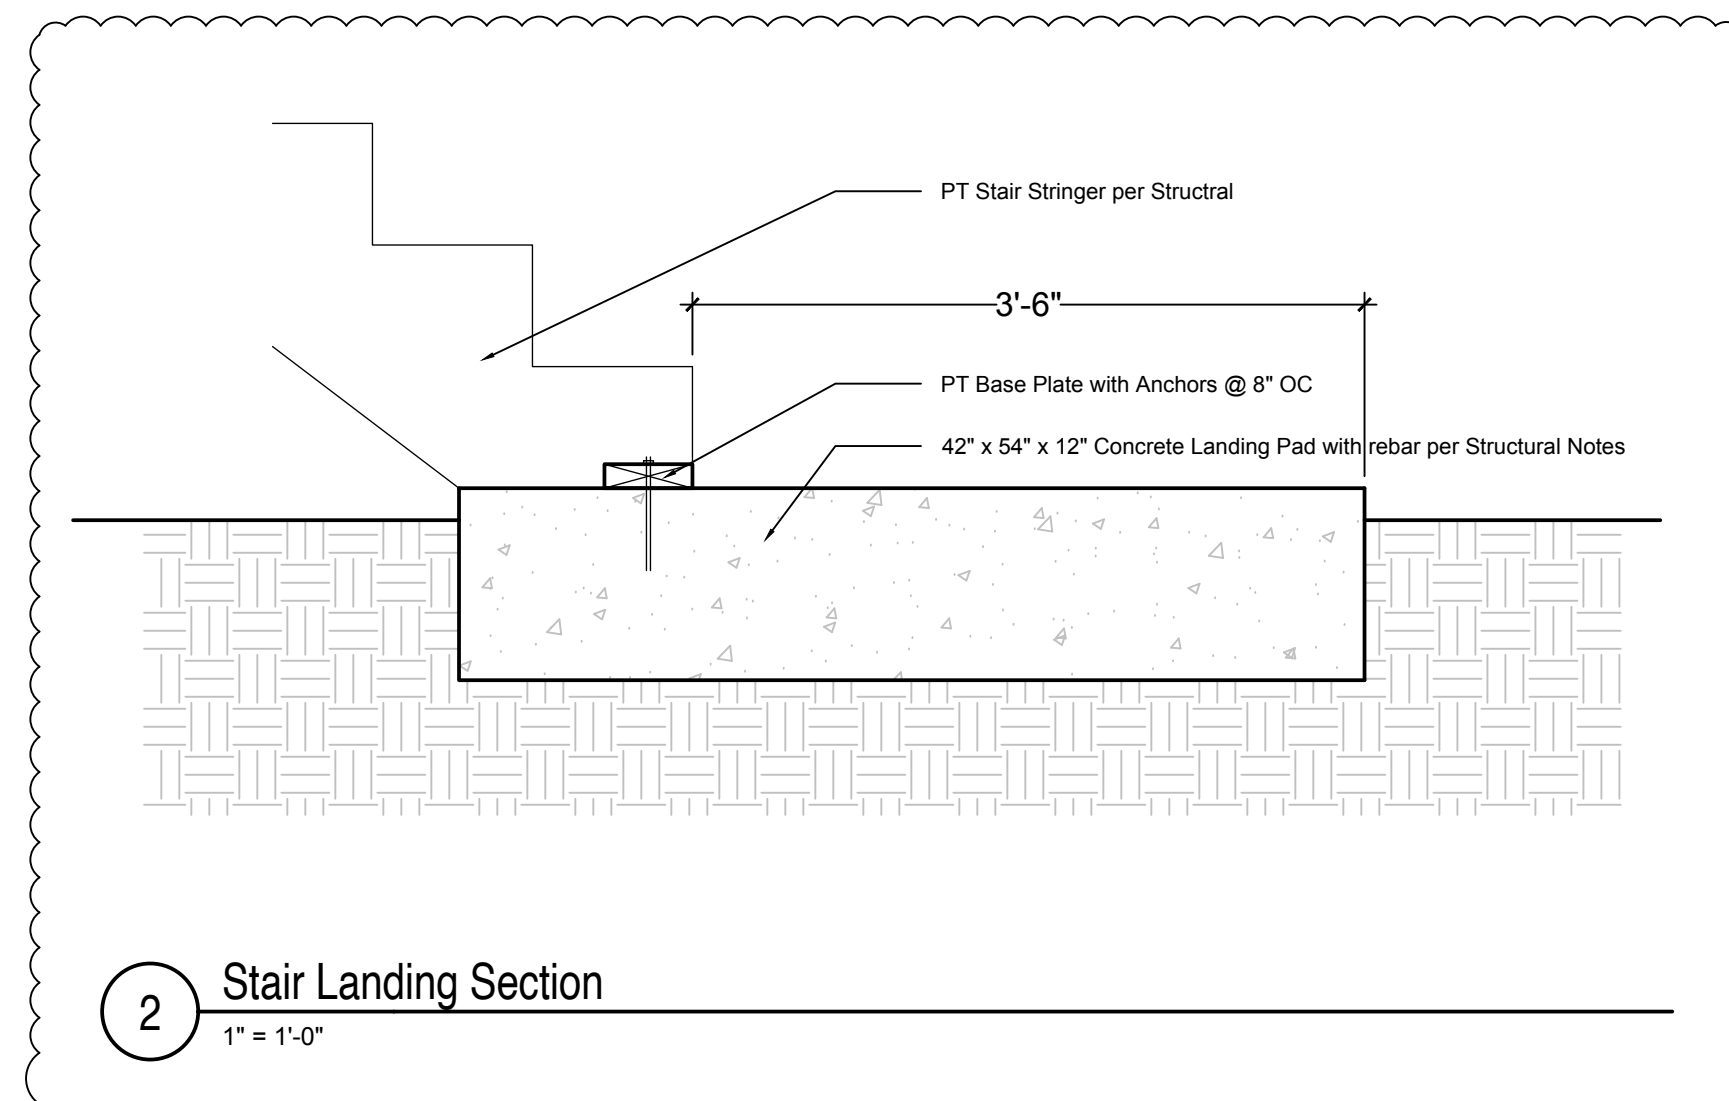 PT Stair Stringer per Structral
3'-6"
PT Base Plate with Anchors @ 8" OC
42" x 54" x 12" Concrete Landing Pad with rebar per Structural Notes
2
Stair Landing Section
1" = 1'-0"